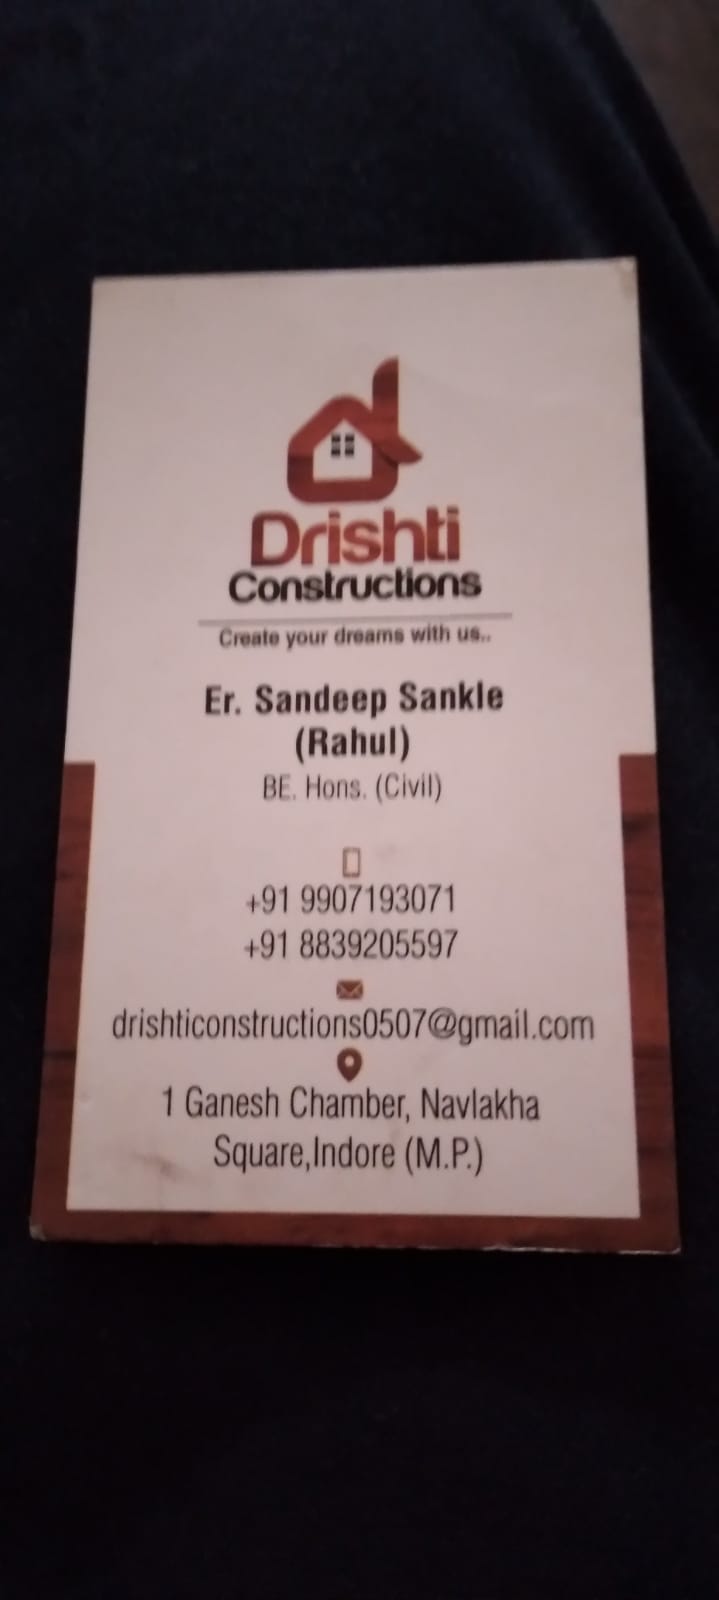 Drishti
Constructions
Create your dreams with us..
Er. Sandeep Sankle
(Rahul)
BE. Hons. (Civil)
+91 9907193071
+91 8839205597
drishticonstructions0507@gmail.com
1 Ganesh Chamber, Navlakha
Square,Indore (M.P.)